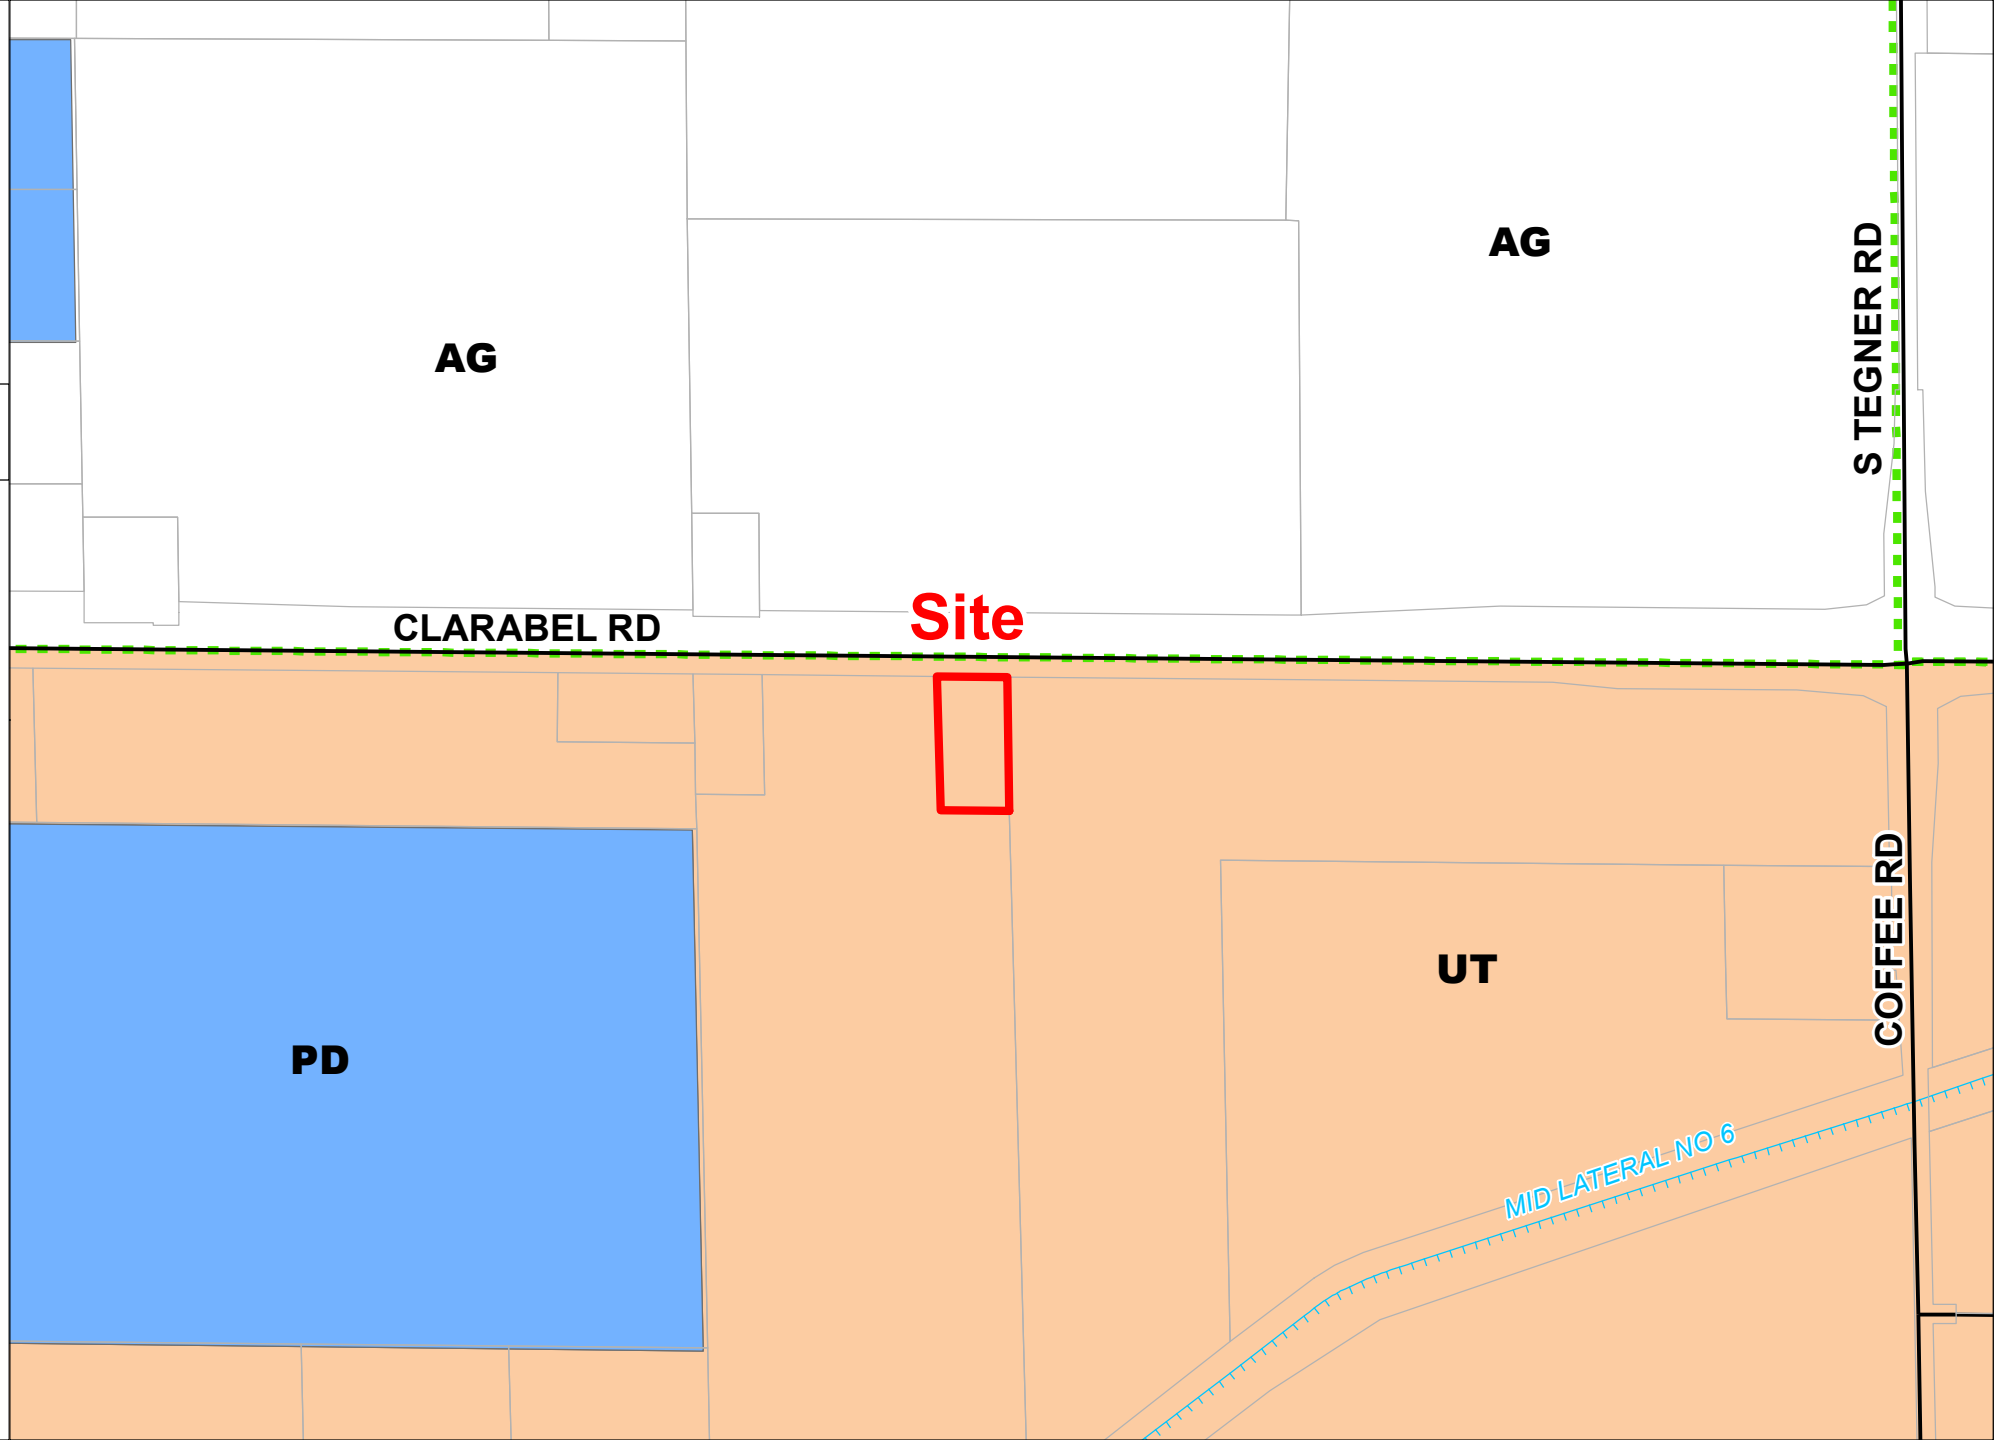 AG
S TEGNER RD
AG
CLARABEL RD
Site
COFFEE RD
UT
PD
MID LATERAL NO 6